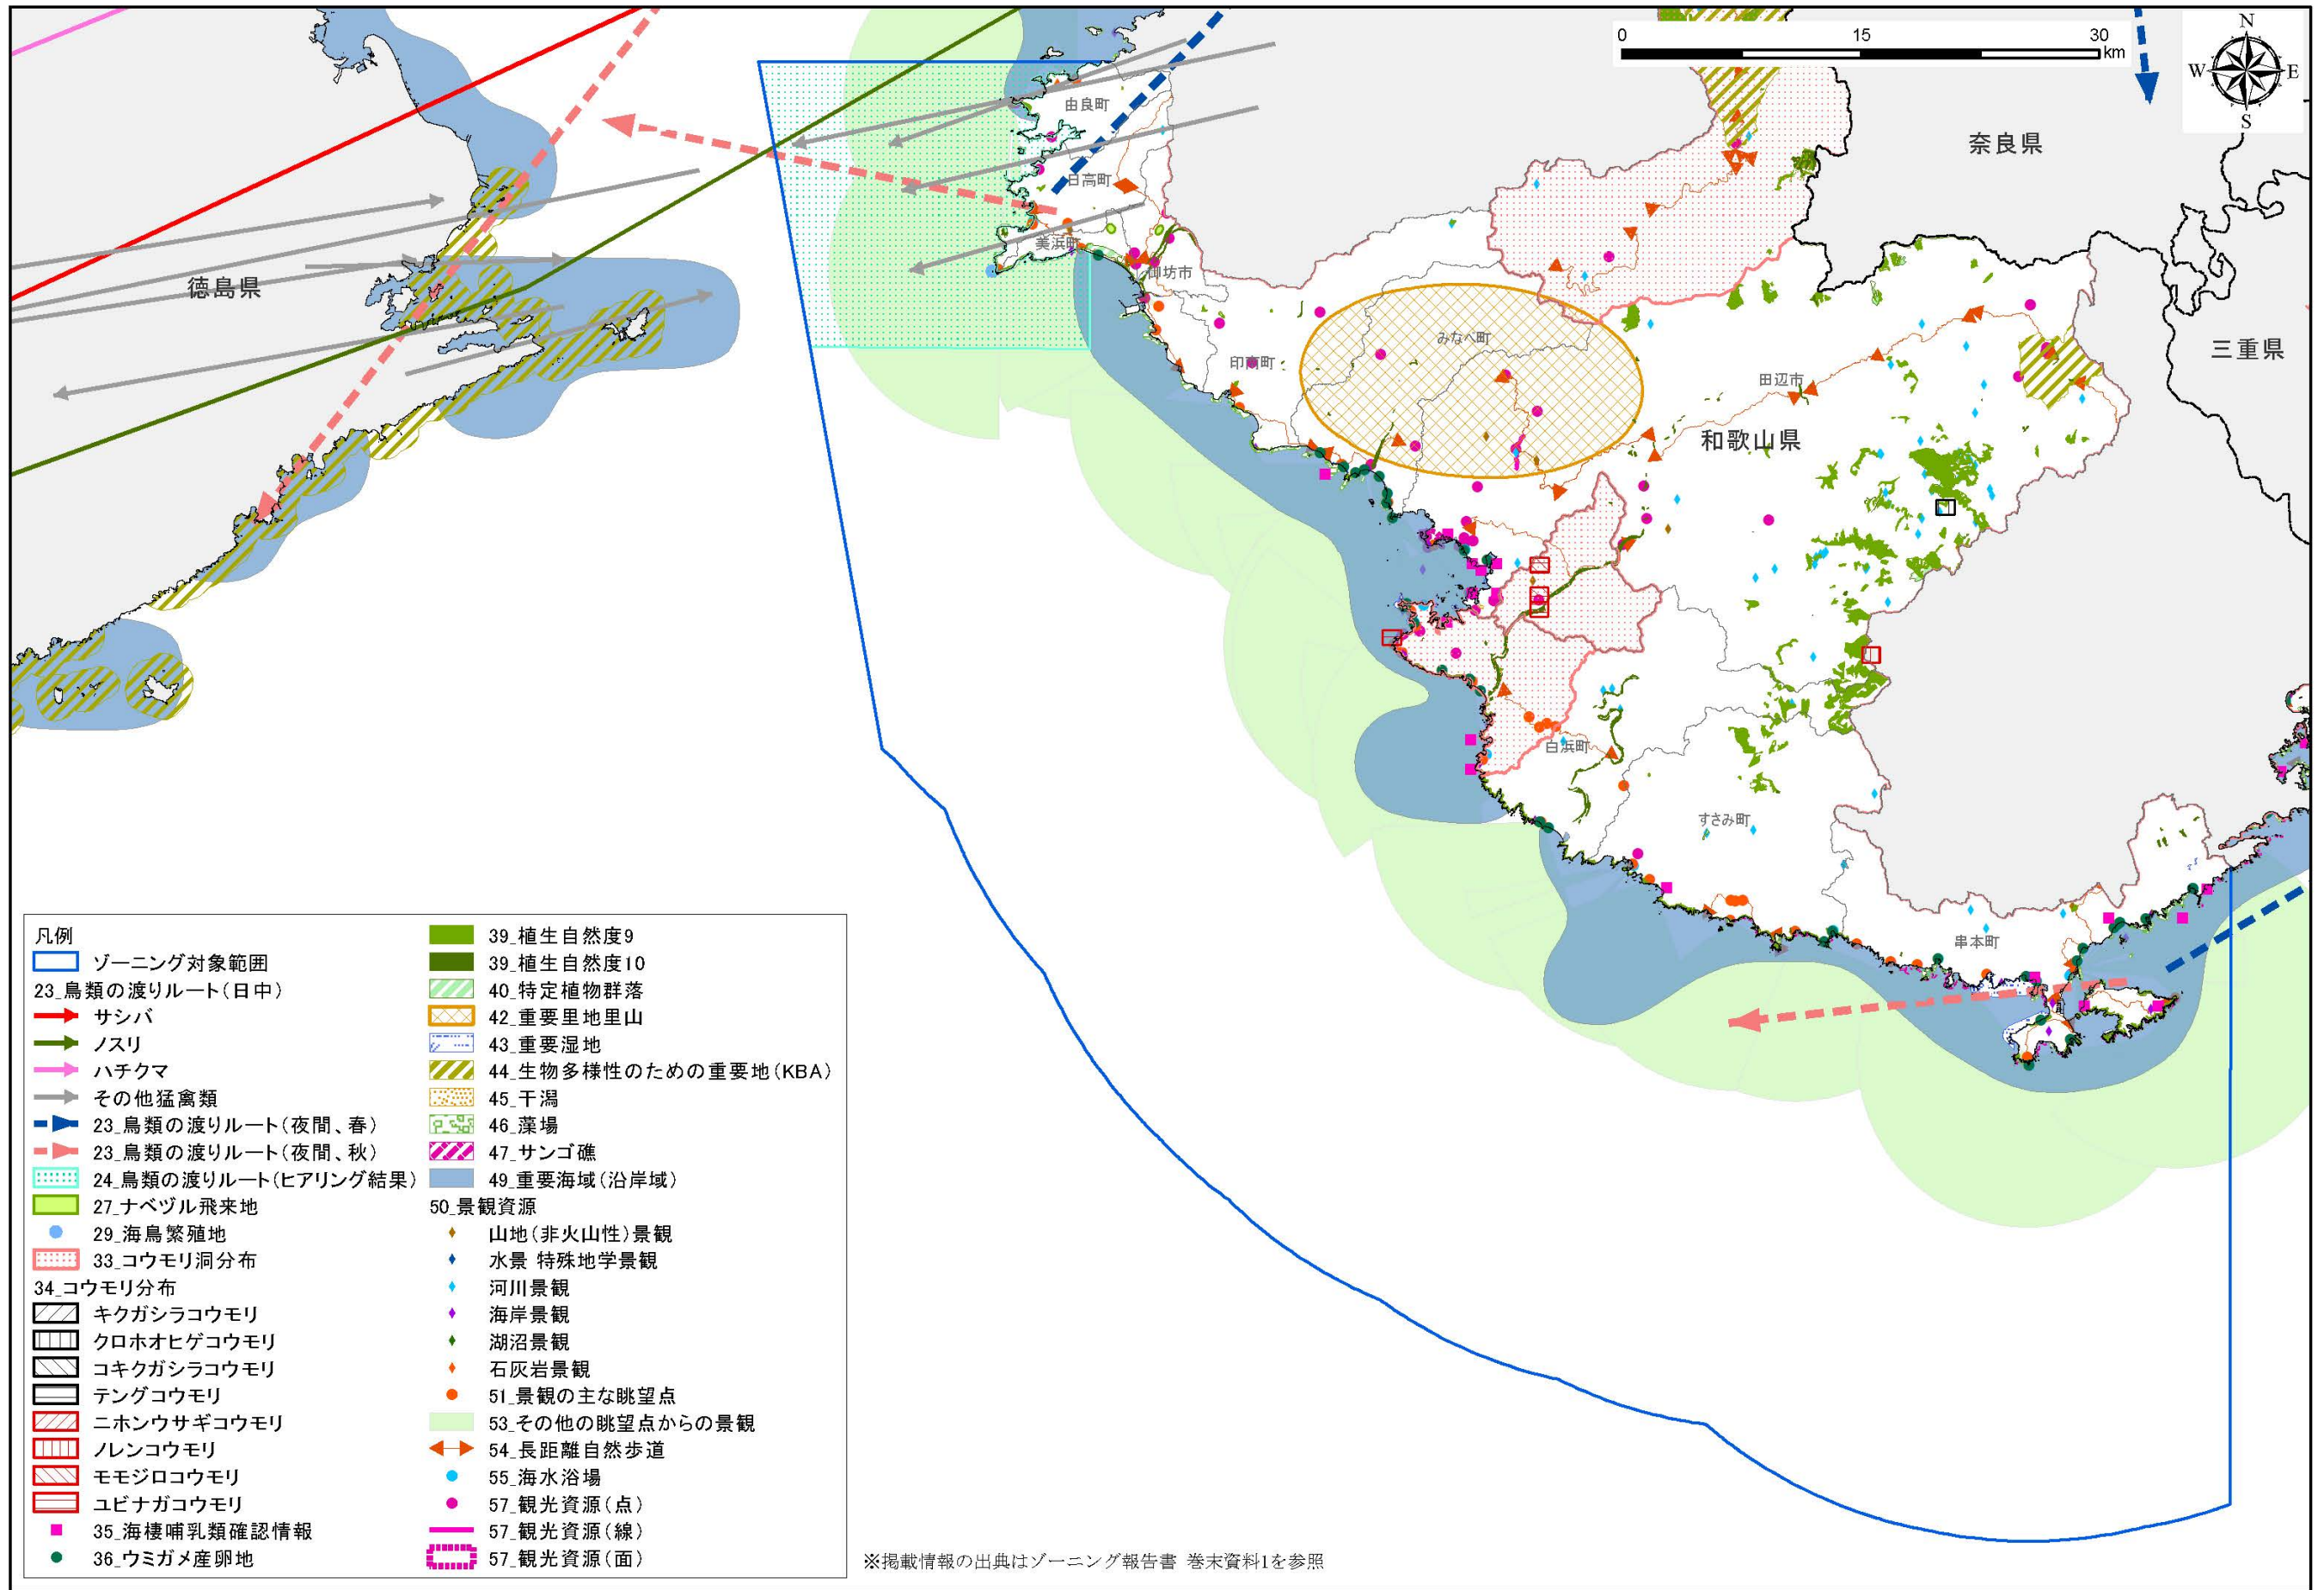 0 15 30
km
N
W E
S
由良町
奈良県
日高町
美浜町
御坊市
徳島県
みなべ町
三重県
印南町
田辺市
和歌山県
白浜町
すさみ町
串本町
凡例
ゾーニング対象範囲
23_鳥類の渡りルート(日中)
サシバ
ノスリ
ハチクマ
その他猛禽類
23_鳥類の渡りルート(夜間、春)
23_鳥類の渡りルート(夜間、秋)
24_鳥類の渡りルート(ヒアリング結果)
27_ナベヅル飛来地
29_海鳥繁殖地
33_コウモリ洞分布
34_コウモリ分布
キクガシラコウモリ
クロホオヒゲコウモリ
コキクガシラコウモリ
テングコウモリ
ニホンウサギコウモリ
ノレンコウモリ
モモジロコウモリ
ユビナガコウモリ
35_海棲哺乳類確認情報
36_ウミガメ産卵地
39_植生自然度9
39_植生自然度10
40_特定植物群落
42_重要里地里山
43_重要湿地
44_生物多様性のための重要地(KBA)
45_干潟
46_藻場
47_サンゴ礁
49_重要海域(沿岸域)
50_景観資源
山地(非火山性)景観
水景 特殊地学景観
河川景観
海岸景観
湖沼景観
石灰岩景観
51_景観の主な眺望点
53_その他の眺望点からの景観
54_長距離自然歩道
55_海水浴場
57_観光資源(点)
57_観光資源(線)
57_観光資源(面)
※掲載情報の出典はゾーニング報告書 巻末資料1を参照